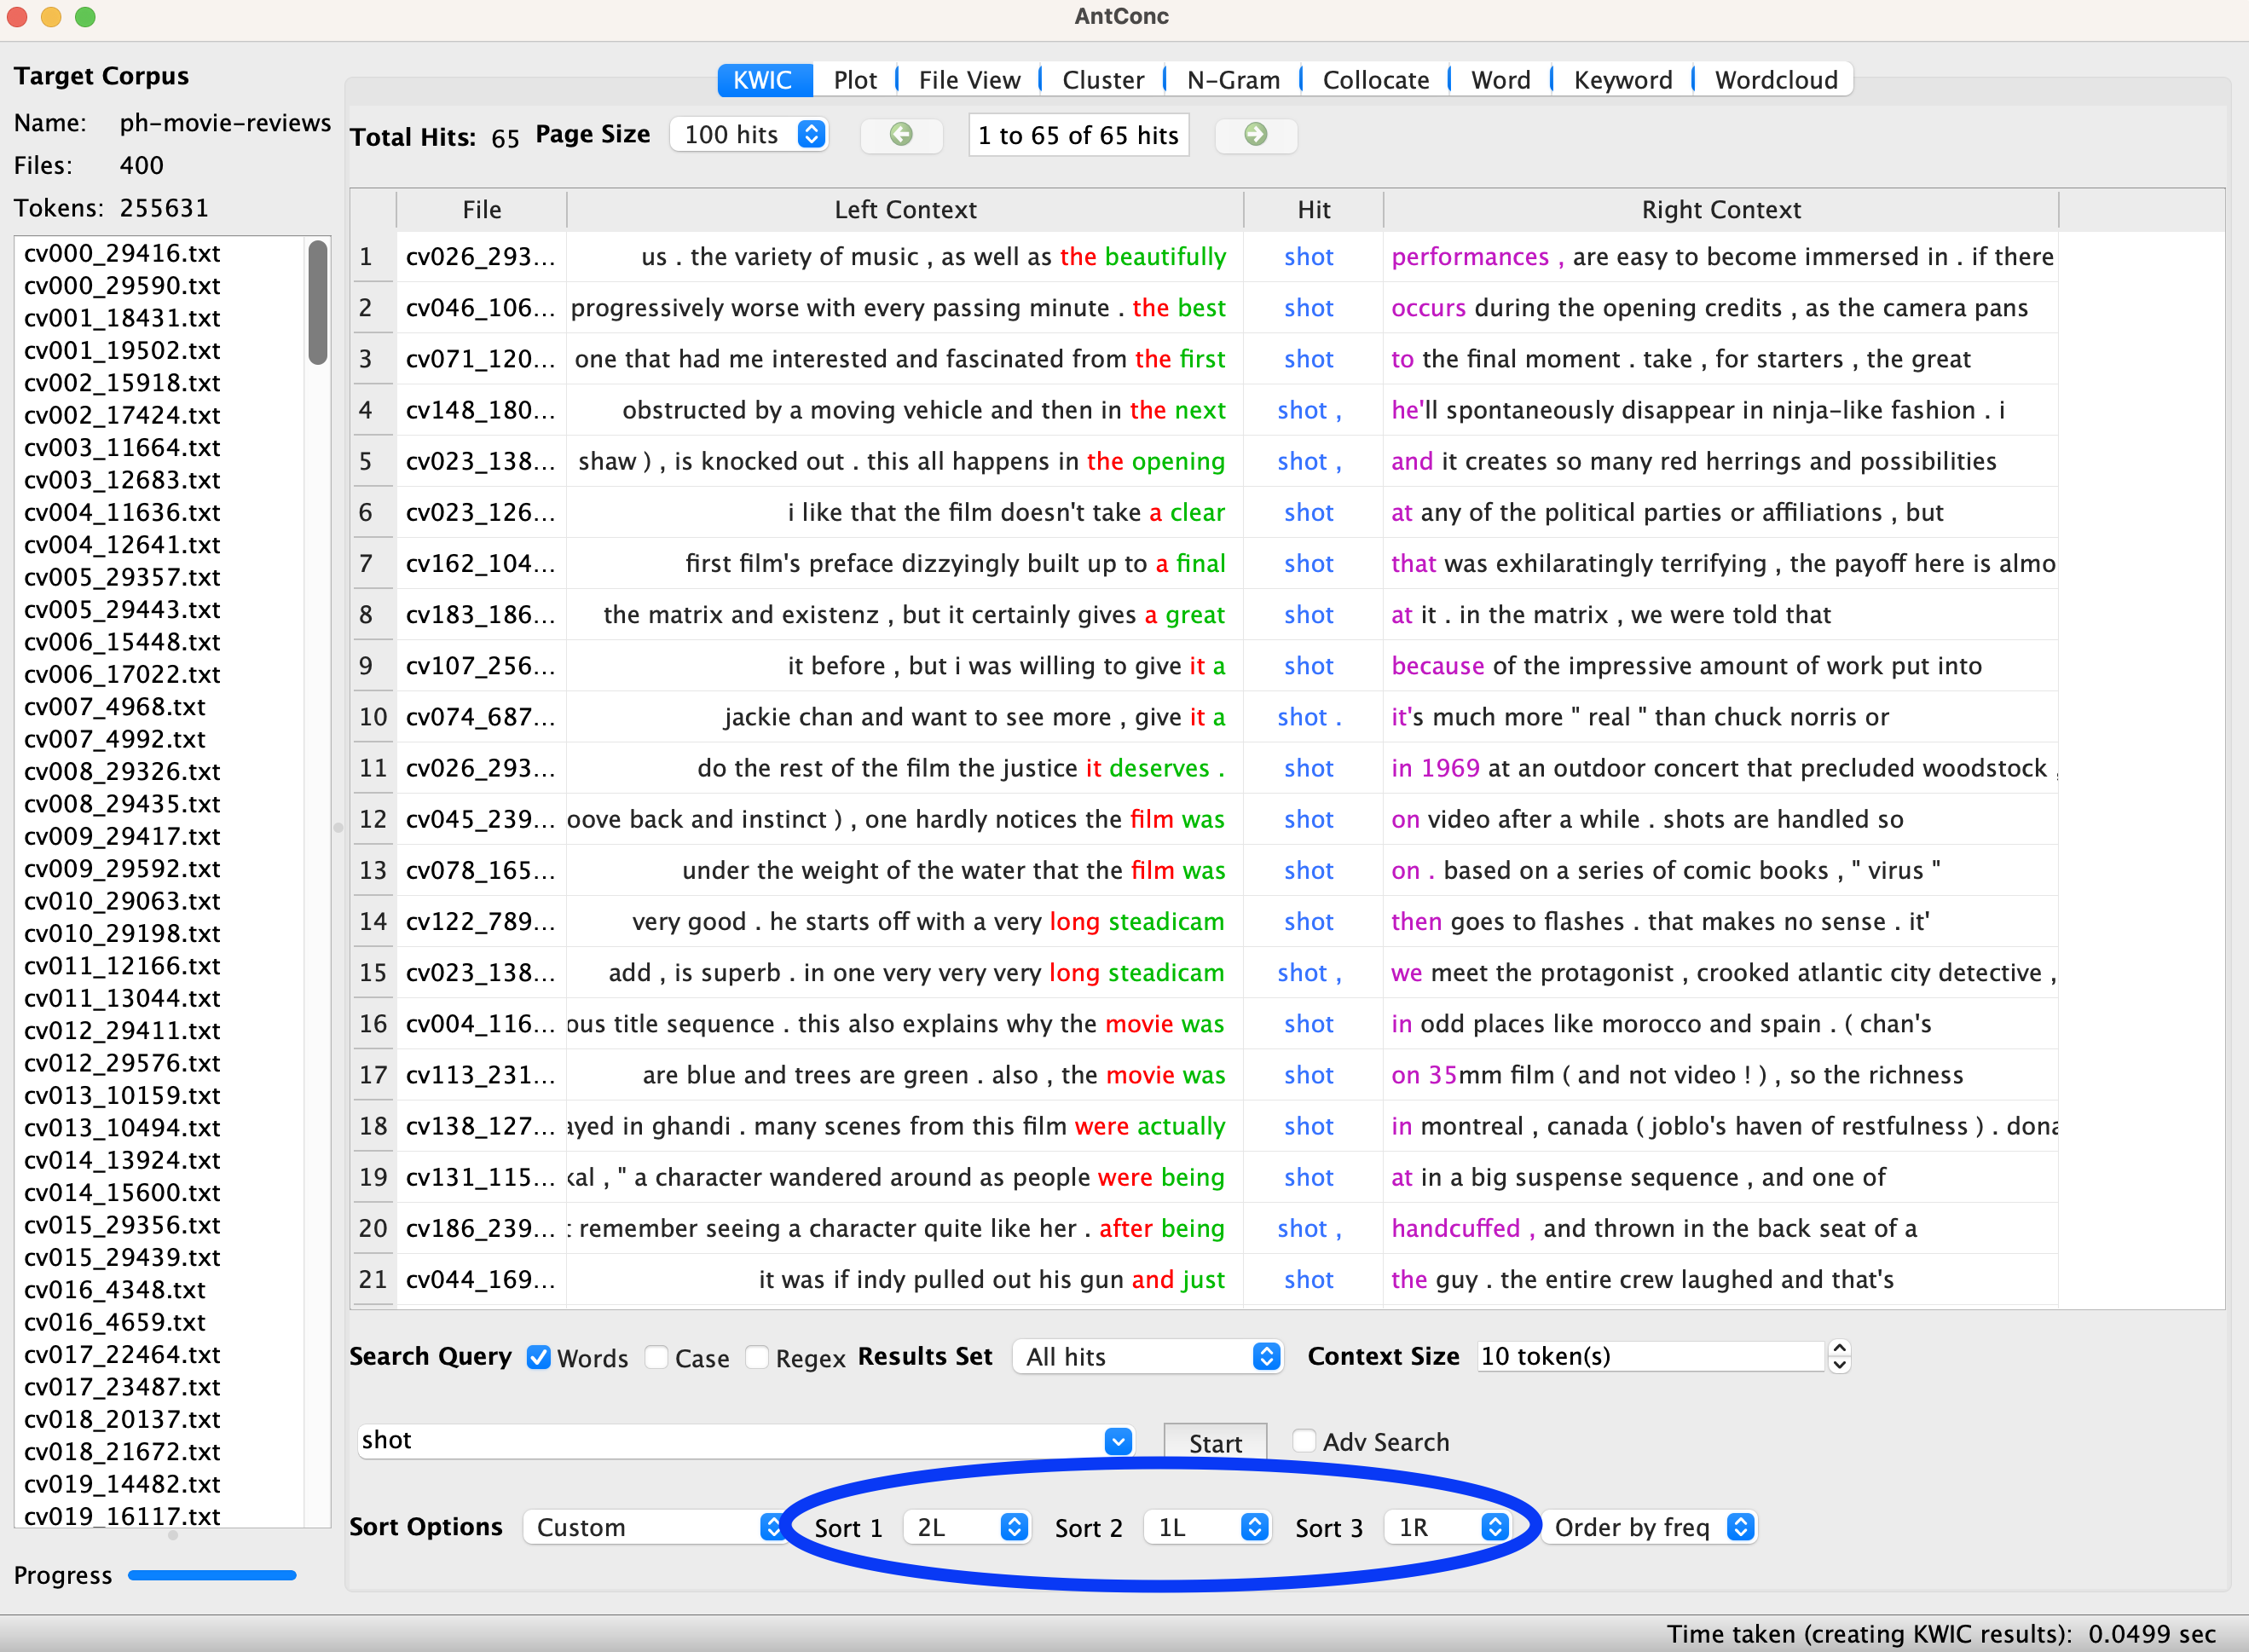 AntConc
Target Corpus
Name: ph-movie-reviews
Files: 400
Tokens: 255631
cv000_29416.txt
cv000_29590.txt
cv001_18431.txt
cv001_19502.txt
cv002_15918.txt
cv002_17424.txt
cv003_11664.txt
cv003_12683.txt
cv004_11636.txt
cv004_12641.txt
cv005_29357.txt
cv005_29443.txt
cv006_15448.txt
cv006_17022.txt
cv007_4968.txt
cv007_4992.txt
cv008_29326.txt
cv008_29435.txt
cv009_29417.txt
cv009_29592.txt
cv010_29063.txt
cv010_29198.txt
cv011_12166.txt
cv011_13044.txt
cv012_29411.txt
cv012_29576.txt
cv013_10159.txt
cv013_10494.txt
cv014_13924.txt
cv014_15600.txt
cv015_29356.txt
cv015_29439.txt
cv016_4348.txt
cv016_4659.txt
cv017_22464.txt
cv017_23487.txt
cv018_20137.txt
cv018_21672.txt
cv019_14482.txt
cv019_16117.txt
Progress
KWIC Plot File View Cluster N-Gram Collocate Word Keyword Wordcloud
Total Hits: 65 Page Size 100 hits 1 to 65 of 65 hits
File Left Context Hit Right Context
1 cv026_293... us . the variety of music , as well as the beautifully shot performances , are easy to become immersed in . if there
2 cv046_106... progressively worse with every passing minute . the best shot occurs during the opening credits , as the camera pans
3 cv071_120... one that had me interested and fascinated from the first shot to the final moment . take , for starters , the great
4 cv148_180... obstructed by a moving vehicle and then in the next shot , he'll spontaneously disappear in ninja-like fashion . i
5 cv023_138... shaw ) , is knocked out . this all happens in the opening shot , and it creates so many red herrings and possibilities
6 cv023_126... i like that the film doesn't take a clear shot at any of the political parties or affiliations , but
7 cv162_104... first film's preface dizzyingly built up to a final shot that was exhilaratingly terrifying , the payoff here is almo
8 cv183_186... the matrix and existenz , but it certainly gives a great shot at it . in the matrix , we were told that
9 cv107_256... it before , but i was willing to give it a shot because of the impressive amount of work put into
10 cv074_687... jackie chan and want to see more , give it a shot . it's much more " real " than chuck norris or
11 cv026_293... do the rest of the film the justice it deserves . shot in 1969 at an outdoor concert that precluded woodstock ,
12 cv045_239... oove back and instinct ) , one hardly notices the film was shot on video after a while . shots are handled so
13 cv078_165... under the weight of the water that the film was shot on . based on a series of comic books , " virus "
14 cv122_789... very good . he starts off with a very long steadicam shot then goes to flashes . that makes no sense . it'
15 cv023_138... add , is superb . in one very very very long steadicam shot , we meet the protagonist , crooked atlantic city detective ,
16 cv004_116... ous title sequence . this also explains why the movie was shot in odd places like morocco and spain . ( chan's
17 cv113_231... are blue and trees are green . also , the movie was shot on 35mm film ( and not video ! ) , so the richness
18 cv138_127... ayed in ghandi . many scenes from this film were actually shot in montreal , canada ( joblo's haven of restfulness ) . dona
19 cv131_115... kal , " a character wandered around as people were being shot at in a big suspense sequence , and one of
20 cv186_239... t remember seeing a character quite like her . after being shot , handcuffed , and thrown in the back seat of a
21 cv044_169... it was if indy pulled out his gun and just shot the guy . the entire crew laughed and that's
Search Query Words Case Regex Results Set All hits Context Size 10 token(s)
shot Start Adv Search
Sort Options Custom Sort 1 2L Sort 2 1L Sort 3 1R Order by freq
Time taken (creating KWIC results): 0.0499 sec